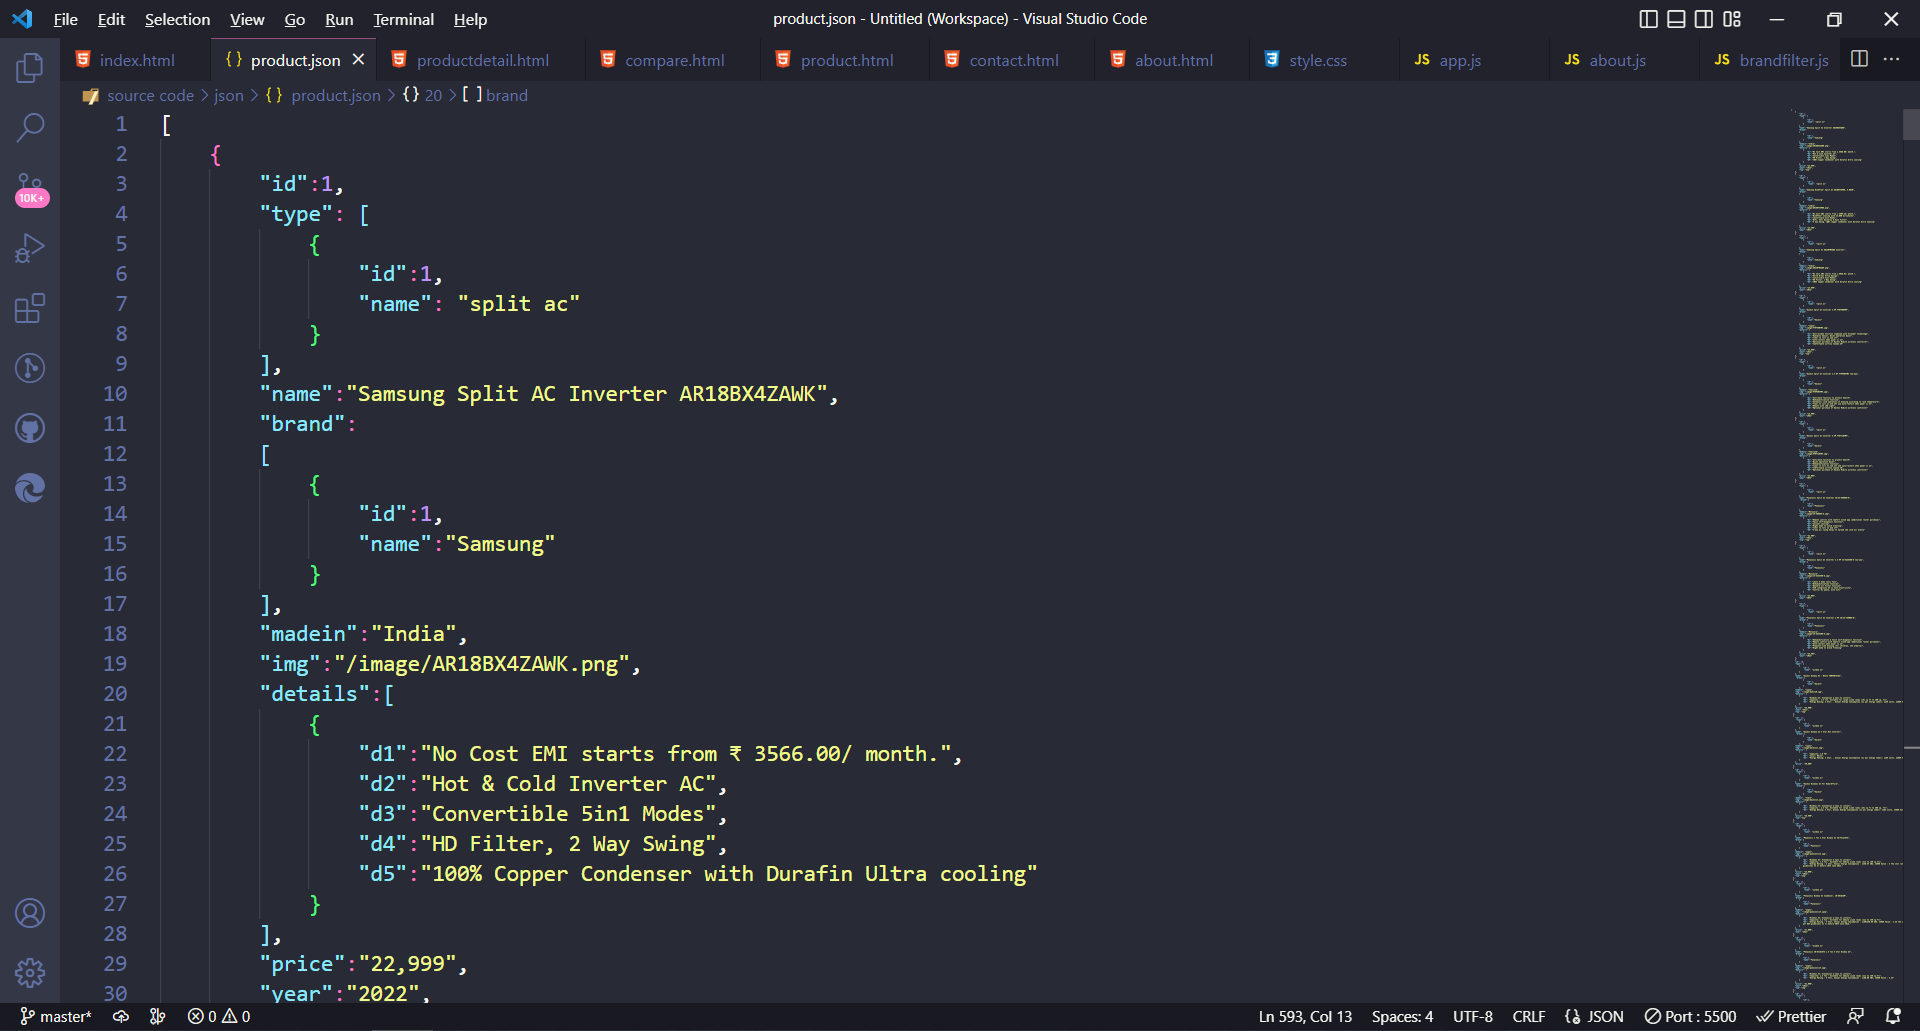 File Edit Selection View Go Run Terminal Help product.json - Untitled (Workspace) - Visual Studio Code
index.html {} product.json productdetail.html compare.html product.html contact.html about.html style.css JS app.js JS about.js JS brandfilter.js
source code > json > {} product.json > {} 20 > [ ] brand
1 [
2 {
3 "id":1,
4 "type": [
5 {
6 "id":1,
7 "name": "split ac"
8 }
9 ],
10 "name":"Samsung Split AC Inverter AR18BX4ZAWK",
11 "brand":
12 [
13 {
14 "id":1,
15 "name":"Samsung"
16 }
17 ],
18 "madein":"India",
19 "img":"/image/AR18BX4ZAWK.png",
20 "details":[
21 {
22 "d1":"No Cost EMI starts from ₹ 3566.00/ month.",
23 "d2":"Hot & Cold Inverter AC",
24 "d3":"Convertible 5in1 Modes",
25 "d4":"HD Filter, 2 Way Swing",
26 "d5":"100% Copper Condenser with Durafin Ultra cooling"
27 }
28 ],
29 "price":"22,999",
30 "year":"2022",
10K+
master* 0 0 Ln 593, Col 13 Spaces: 4 UTF-8 CRLF JSON Port : 5500 Prettier